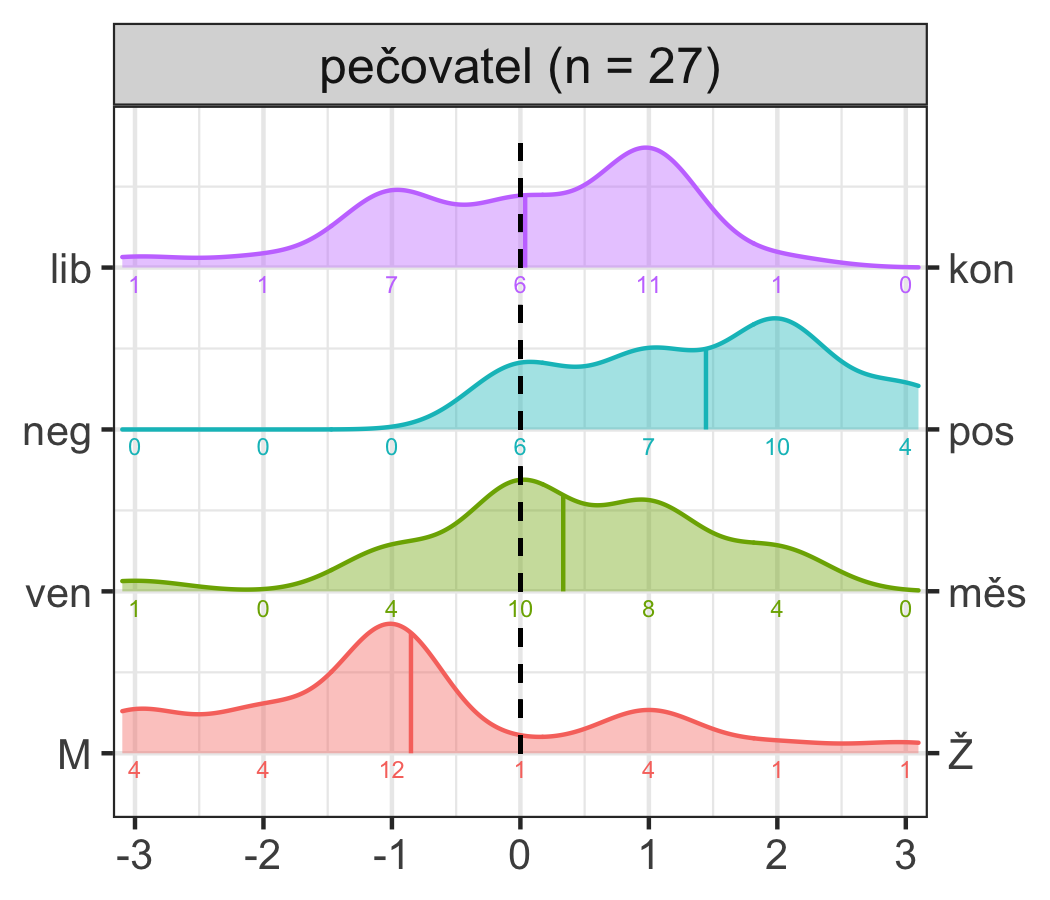 pečovatel (n = 27)
lib kon
1 1 7 6 11 1 0
neg pos
0 0 0 6 7 10 4
ven měs
1 0 4 10 8 4 0
M Ž
4 4 12 1 4 1 1
-3 -2 -1 0 1 2 3